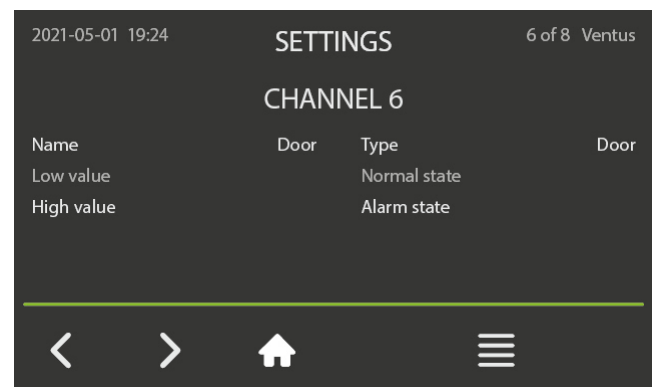 2021-05-01 19:24 SETTINGS 6 of 8 Ventus
CHANNEL 6
Name Door Type Door
Low value Normal state
High value Alarm state